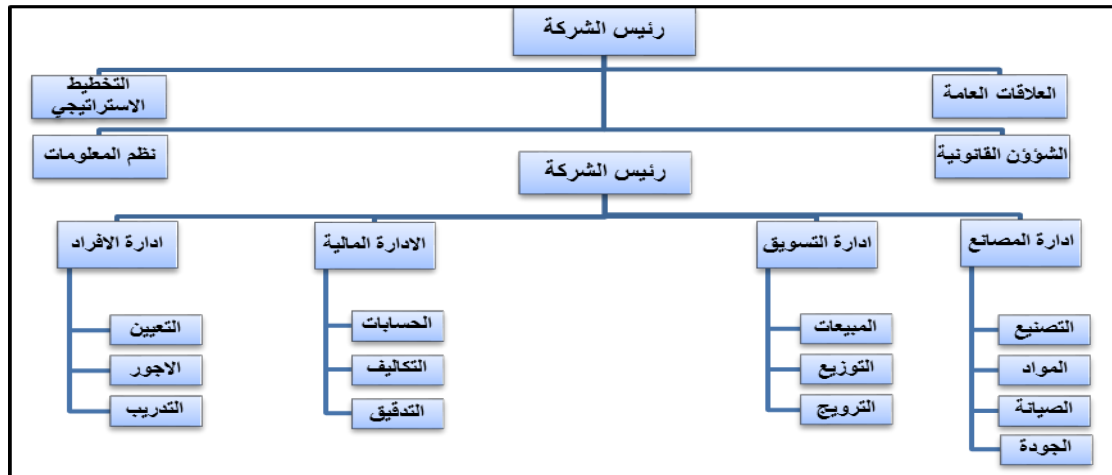 رئيس الشركة
العلاقات العامة
التخطيط
الاستراتيجي
الشؤؤن القانونية
نظم المعلومات
رئيس الشركة
ادارة المصانع
ادارة التسويق
الادارة المالية
ادارة الافراد
التصنيع
المواد
الصيانة
الجودة
المبيعات
التوزيع
الترويج
الحسابات
التكاليف
التدقيق
التعيين
الاجور
التدريب